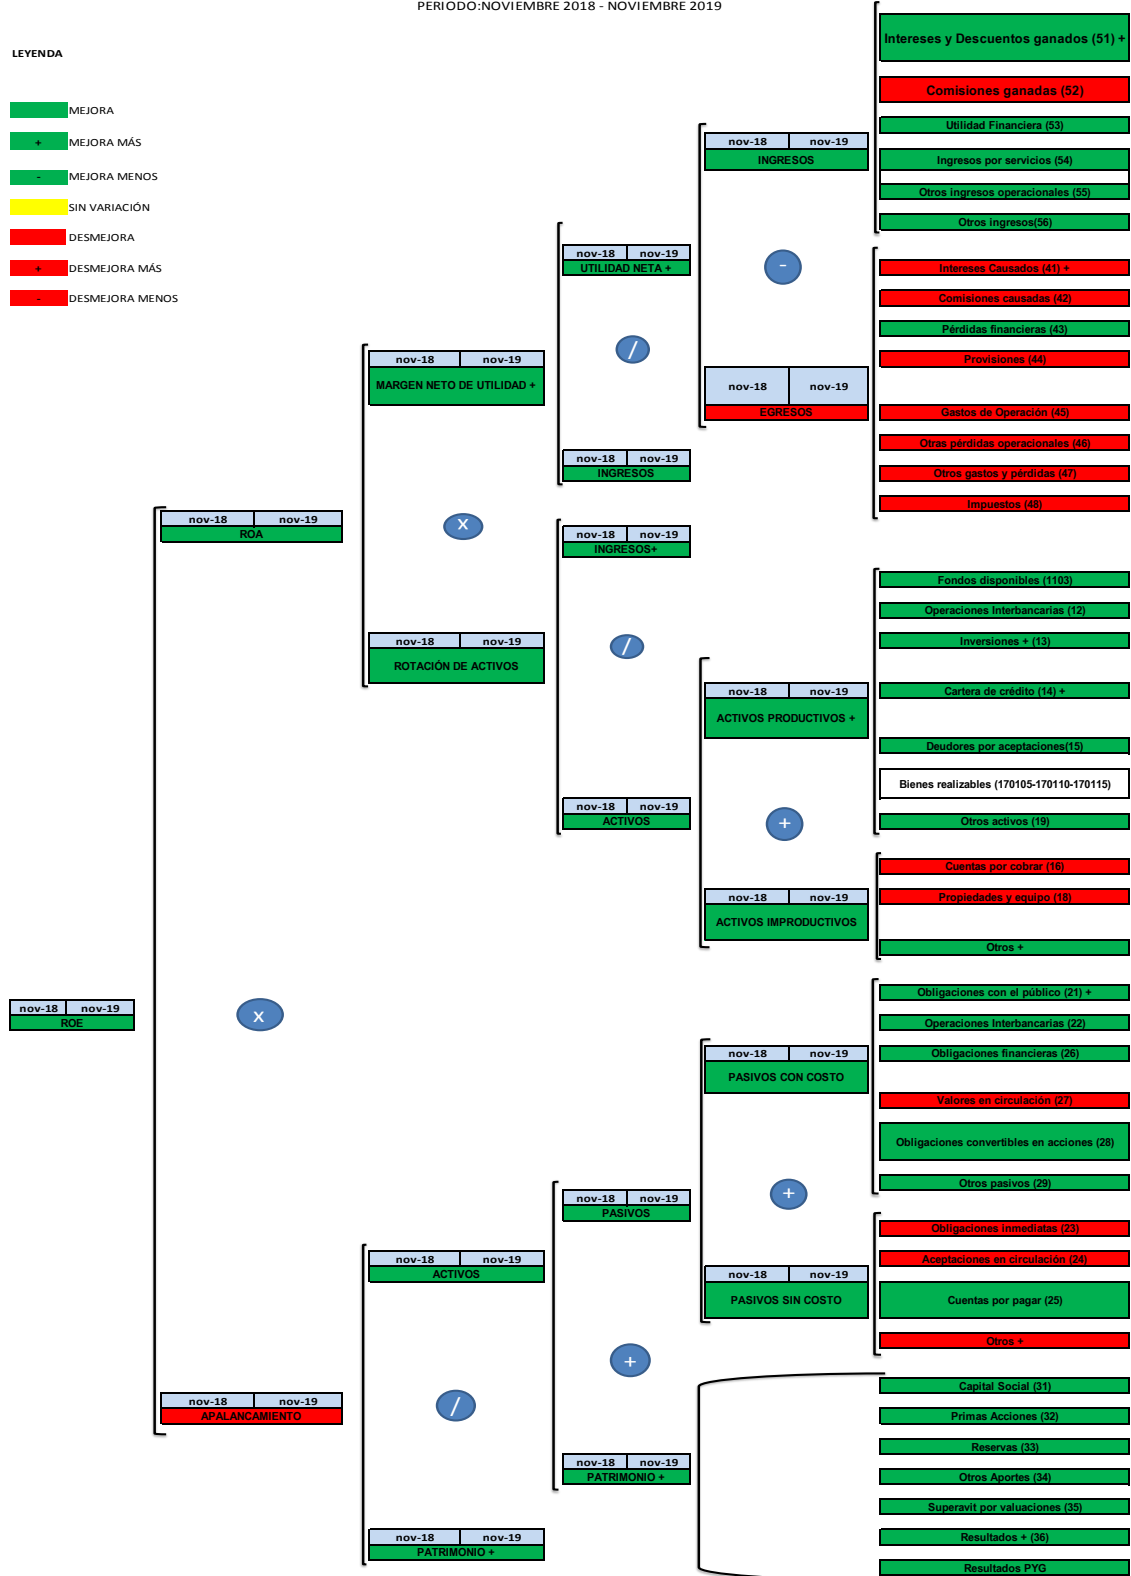 PERIODO:NOVIEMBRE 2018 - NOVIEMBRE 2019
LEYENDA
MEJORA
+ MEJORA MÁS
- MEJORA MENOS
SIN VARIACIÓN
DESMEJORA
+ DESMEJORA MÁS
- DESMEJORA MENOS
nov-18 nov-19
ROE
x
nov-18 nov-19
ROA
nov-18 nov-19
APALANCAMIENTO
nov-18 nov-19
MARGEN NETO DE UTILIDAD +
x
nov-18 nov-19
ROTACIÓN DE ACTIVOS
nov-18 nov-19
ACTIVOS
/
nov-18 nov-19
PATRIMONIO +
nov-18 nov-19
UTILIDAD NETA +
/
nov-18 nov-19
INGRESOS
nov-18 nov-19
INGRESOS+
/
nov-18 nov-19
ACTIVOS
nov-18 nov-19
PASIVOS
+
nov-18 nov-19
PATRIMONIO +
nov-18 nov-19
INGRESOS
-
nov-18 nov-19
EGRESOS
nov-18 nov-19
ACTIVOS PRODUCTIVOS +
+
nov-18 nov-19
ACTIVOS IMPRODUCTIVOS
nov-18 nov-19
PASIVOS CON COSTO
+
nov-18 nov-19
PASIVOS SIN COSTO
Intereses y Descuentos ganados (51) +
Comisiones ganadas (52)
Utilidad Financiera (53)
Ingresos por servicios (54)
Otros ingresos operacionales (55)
Otros ingresos(56)
Intereses Causados (41) +
Comisiones causadas (42)
Pérdidas financieras (43)
Provisiones (44)
Gastos de Operación (45)
Otras pérdidas operacionales (46)
Otros gastos y pérdidas (47)
Impuestos (48)
Fondos disponibles (1103)
Operaciones Interbancarias (12)
Inversiones + (13)
Cartera de crédito (14) +
Deudores por aceptaciones(15)
Bienes realizables (170105-170110-170115)
Otros activos (19)
Cuentas por cobrar (16)
Propiedades y equipo (18)
Otros +
Obligaciones con el público (21) +
Operaciones Interbancarias (22)
Obligaciones financieras (26)
Valores en circulación (27)
Obligaciones convertibles en acciones (28)
Otros pasivos (29)
Obligaciones Inmediatas (23)
Aceptaciones en circulación (24)
Cuentas por pagar (25)
Otros +
Capital Social (31)
Primas Acciones (32)
Reservas (33)
Otros Aportes (34)
Superavit por valuaciones (35)
Resultados + (36)
Resultados PYG